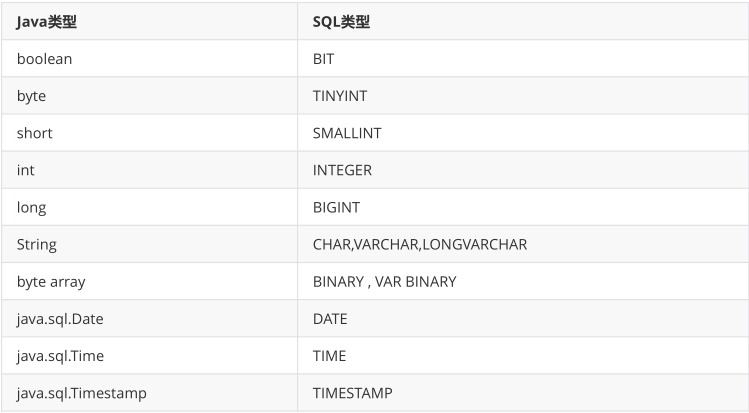 Java类型 SQL类型
boolean BIT
byte TINYINT
short SMALLINT
int INTEGER
long BIGINT
String CHAR,VARCHAR,LONGVARCHAR
byte array BINARY , VAR BINARY
java.sql.Date DATE
java.sql.Time TIME
java.sql.Timestamp TIMESTAMP